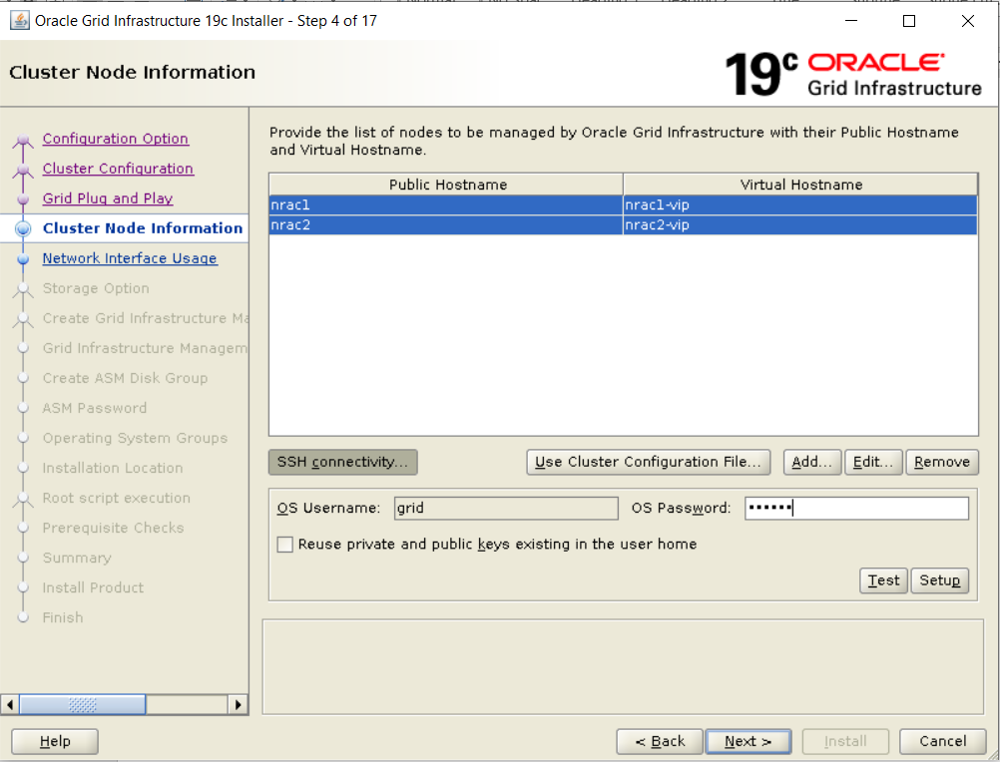 Oracle Grid Infrastructure 19c Installer - Step 4 of 17
Cluster Node Information
19c ORACLE
Grid Infrastructure
Configuration Option
Cluster Configuration
Grid Plug and Play
Cluster Node Information
Network Interface Usage
Storage Option
Create Grid Infrastructure Ma
Grid Infrastructure Managem
Create ASM Disk Group
ASM Password
Operating System Groups
Installation Location
Root script execution
Prerequisite Checks
Summary
Install Product
Finish
Provide the list of nodes to be managed by Oracle Grid Infrastructure with their Public Hostname
and Virtual Hostname.
Public Hostname Virtual Hostname
nrac1 nrac1-vip
nrac2 nrac2-vip
SSH connectivity... Use Cluster Configuration File... Add... Edit... Remove
OS Username: grid OS Password: ••••••
Reuse private and public keys existing in the user home
Test Setup
Help < Back Next > Install Cancel